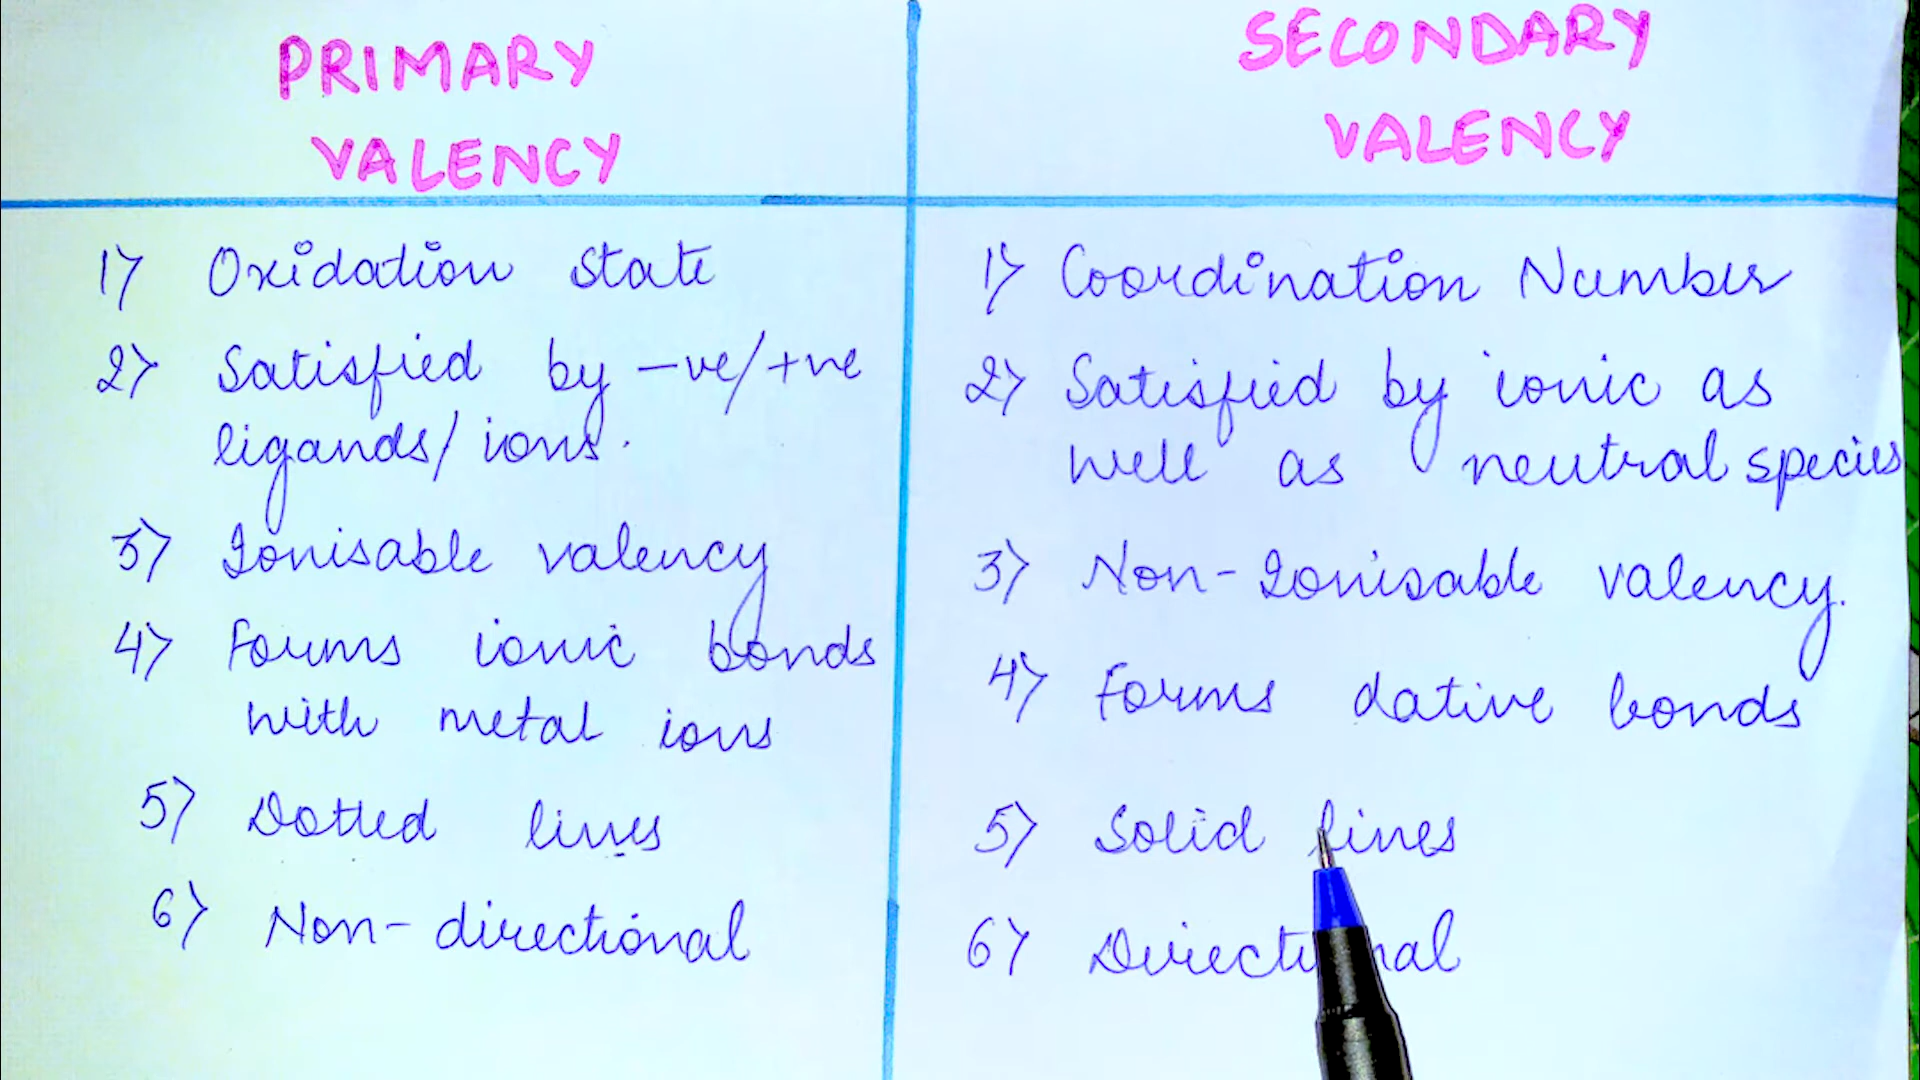 PRIMARY
VALENCY
1) Oxidation state
2) Satisfied by -ve/+ve
ligands/ions.
3) Ionisable valency
4) Forms ionic bonds
with metal ions
5) Dotted lines
6) Non-directional
SECONDARY
VALENCY
1) Coordination Number
2) Satisfied by ionic as
well as neutral species
3) Non-Ionisable valency.
4) Forms dative bonds
5) Solid lines
6) Directional